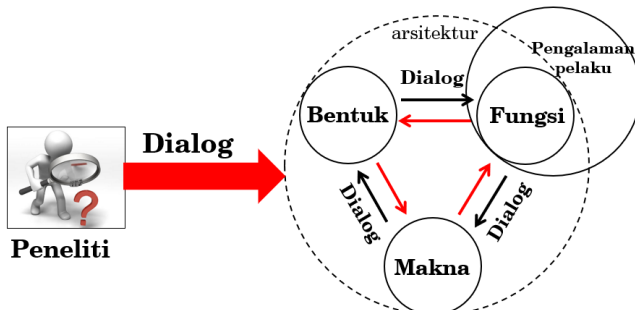 arsitektur
Pengalaman
pelaku
Dialog
Bentuk
Fungsi
Dialog
Dialog
Dialog
Makna
Peneliti